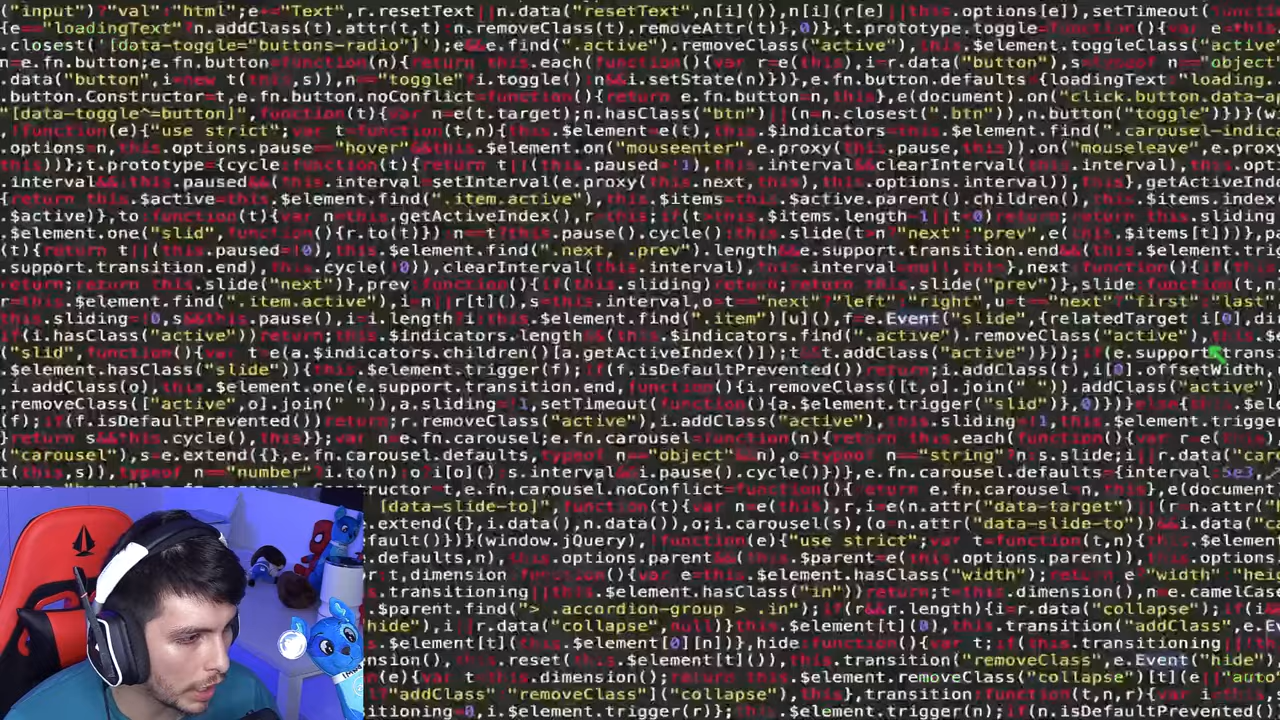 ("input")?"val":"html";e+="Text",r.resetText||n.data("resetText",n[i]()),n[i](r[e]||this.options[e]),setTimeout(function
{e=="loadingText"?n.addClass(t).attr(t,t):n.removeClass(t).removeAttr(t)},0)},t.prototype.toggle=function(){var e=
.closest('[data-toggle="buttons-radio"]');e&&e.find(".active").removeClass("active"),this.$element.toggleClass("active
n=e.fn.button;e.fn.button=function(n){return this.each(function(){var r=e(this),i=r.data("button"),s=typeof n=="object"
data("button",i=new t(this,s)),n=="toggle"?i.toggle():n&&i.setState(n)})},e.fn.button.defaults={loadingText:"loading.
.button.Constructor=t,e.fn.button.noConflict=function(){return e.fn.button=n,this},e(document).on("click.button.data-ap
[data-toggle^=button]",function(t){var n=e(t.target);n.hasClass("btn")||(n=n.closest(".btn")),n.button("toggle")})}(w
,!function(e){"use strict";var t=function(t,n){this.$element=e(t),this.$indicators=this.$element.find(".carousel-indic
.options=n,this.options.pause=="hover"&&this.$element.on("mouseenter",e.proxy(this.pause,this)).on("mouseleave",e.proxy
this))};t.prototype={cycle:function(t){return t||(this.paused=!1),this.interval&&clearInterval(this.interval),this.opti
.interval&&!this.paused&&(this.interval=setInterval(e.proxy(this.next,this),this.options.interval)),this},getActiveInde
{return this.$active=this.$element.find(".item.active"),this.$items=this.$active.parent().children(),this.$items.index
.$active)},to:function(t){var n=this.getActiveIndex(),r=this;if(t>this.$items.length-1||t<0)return;return this.sliding
$element.one("slid",function(){r.to(t)}):n==t?this.pause().cycle():this.slide(t>n?"next":"prev",e(this.$items[t]))},pa
(t){return t||(this.paused=!0),this.$element.find(".next, .prev").length&&e.support.transition.end&&(this.$element.trig
.support.transition.end),this.cycle(!0)),clearInterval(this.interval),this.interval=null,this},next:function(){if(this
return;return this.slide("next")},prev:function(){if(this.sliding)return;return this.slide("prev")},slide:function(t,n
r=this.$element.find(".item.active"),i=n||r[t](),s=this.interval,o=t=="next"?"left":"right",u=t=="next"?"first":"last"
this.sliding=!0,s&&this.pause(),i=i.length?i:this.$element.find(".item")[u](),f=e.Event("slide",{relatedTarget:i[0],di
if(i.hasClass("active"))return;this.$indicators.length&&(this.$indicators.find(".active").removeClass("active"),this.$e
("slid",function(){var t=e(a.$indicators.children()[a.getActiveIndex()]);t&&t.addClass("active")}));if(e.support.trans
.$element.hasClass("slide")){this.$element.trigger(f);if(f.isDefaultPrevented())return;i.addClass(t),i[0].offsetWidth,
i.addClass(o),this.$element.one(e.support.transition.end,function(){i.removeClass([t,o].join(" ")).addClass("active")
.removeClass(["active",o].join(" ")),a.sliding=!1,setTimeout(function(){a.$element.trigger("slid")},0)})}else{this.$ele
(f);if(f.isDefaultPrevented())return;r.removeClass("active"),i.addClass("active"),this.sliding=!1,this.$element.trigger
}return s&&this.cycle(),this}};var n=e.fn.carousel;e.fn.carousel=function(n){return this.each(function(){var r=e(this)
("carousel"),s=e.extend({},e.fn.carousel.defaults,typeof n=="object"&&n),o=typeof n=="string"?n:s.slide;i||r.data("caro
t(this,s)),typeof n=="number"?i.to(n):o?i[o]():s.interval&&i.pause().cycle()})},e.fn.carousel.defaults={interval:5e3,
ructor=t,e.fn.carousel.noConflict=function(){return e.fn.carousel=n,this},e(document
[data-slide-to]",function(t){var n=e(this),r,i=e(n.attr("data-target")||(r=n.attr("
.extend({},i.data(),n.data()),o;i.carousel(s),(o=n.attr("data-slide-to"))&&i.data("ca
fault()})}(window.jQuery),!function(e){"use strict";var t=function(t,n){this.$element
.defaults,n),this.options.parent&&(this.$parent=e(this.options.parent)),this.options
r:t,dimension:function(){var e=this.$element.hasClass("width");return e?"width":"heig
.transitioning||this.$element.hasClass("in"))return;t=this.dimension(),n=e.camelCase
.$parent.find("> .accordion-group > .in");if(r&&r.length){i=r.data("collapse");if(i&
hide"),i||r.data("collapse",null)}this.$element[t](0),this.transition("addClass",e.Ev
$element[t](this.$element[0][n])},hide:function(){var t;if(this.transitioning||!th
nsion(),this.reset(this.$element[t]()),this.transition("removeClass",e.Event("hide")
{var t=this.dimension();return this.$element.removeClass("collapse")[t](e||"auto"
"addClass":"removeClass"]("collapse"),this},transition:function(t,n,r){var i=this,s
itioning=0,i.$element.trigger(r)};this.$element.trigger(n);if(n.isDefaultPrevented()